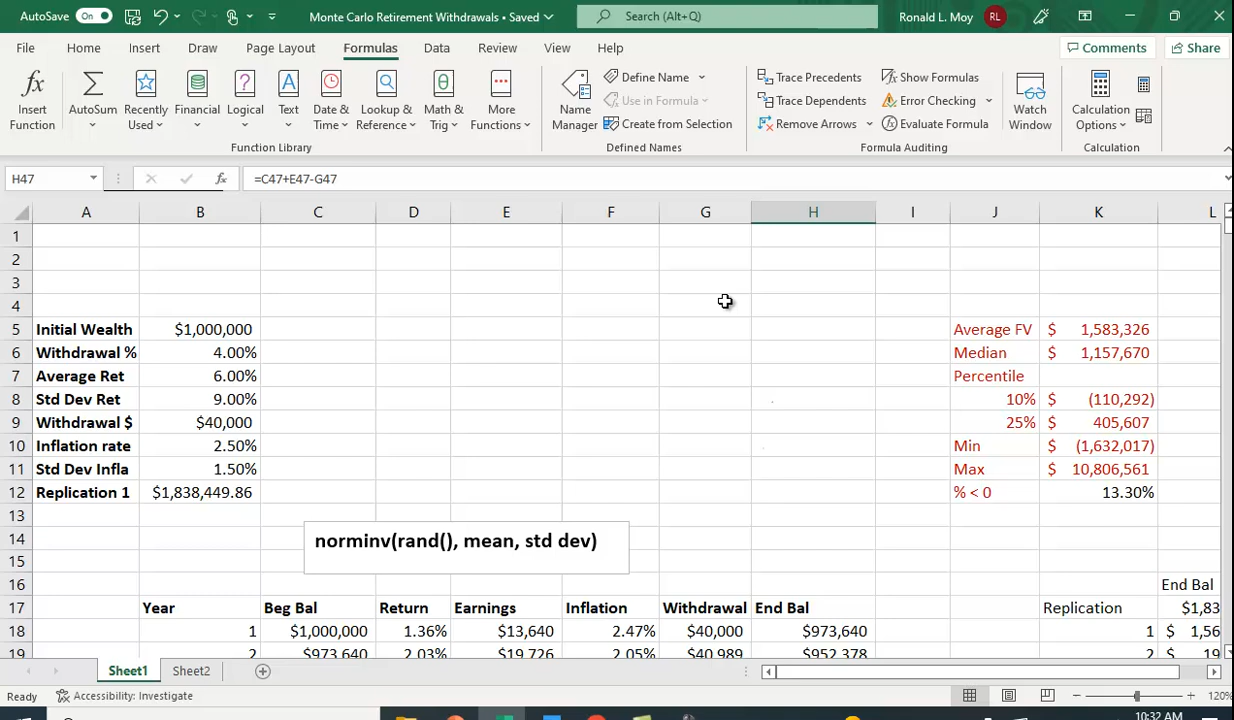 AutoSave On Monte Carlo Retirement Withdrawals • Saved Search (Alt+Q) Ronald L. Moy RL
File Home Insert Draw Page Layout Formulas Data Review View Help Comments Share
fx Insert Function
AutoSum
Recently Used
Financial
Logical
Text
Date & Time
Lookup & Reference
Math & Trig
More Functions
Function Library
Name Manager
Define Name
Use in Formula
Create from Selection
Defined Names
Trace Precedents
Trace Dependents
Remove Arrows
Show Formulas
Error Checking
Evaluate Formula
Formula Auditing
Watch Window
Calculation Options
Calculation
H47 fx =C47+E47-G47
A B C D E F G H I J K L
1
2
3
4
5 Initial Wealth $1,000,000 Average FV $ 1,583,326
6 Withdrawal % 4.00% Median $ 1,157,670
7 Average Ret 6.00% Percentile
8 Std Dev Ret 9.00% 10% $ (110,292)
9 Withdrawal $ $40,000 25% $ 405,607
10 Inflation rate 2.50% Min $ (1,632,017)
11 Std Dev Infla 1.50% Max $ 10,806,561
12 Replication 1 $1,838,449.86 % < 0 13.30%
13
14 norminv(rand(), mean, std dev)
15
16 End Bal
17 Year Beg Bal Return Earnings Inflation Withdrawal End Bal Replication $1,83
18 1 $1,000,000 1.36% $13,640 2.47% $40,000 $973,640 1 $ 1,56
19 2 $973,640 2.03% $19,726 2.05% $40,989 $952,378 2 $ 19
Sheet1 Sheet2
Ready Accessibility: Investigate 120%
10:32 AM